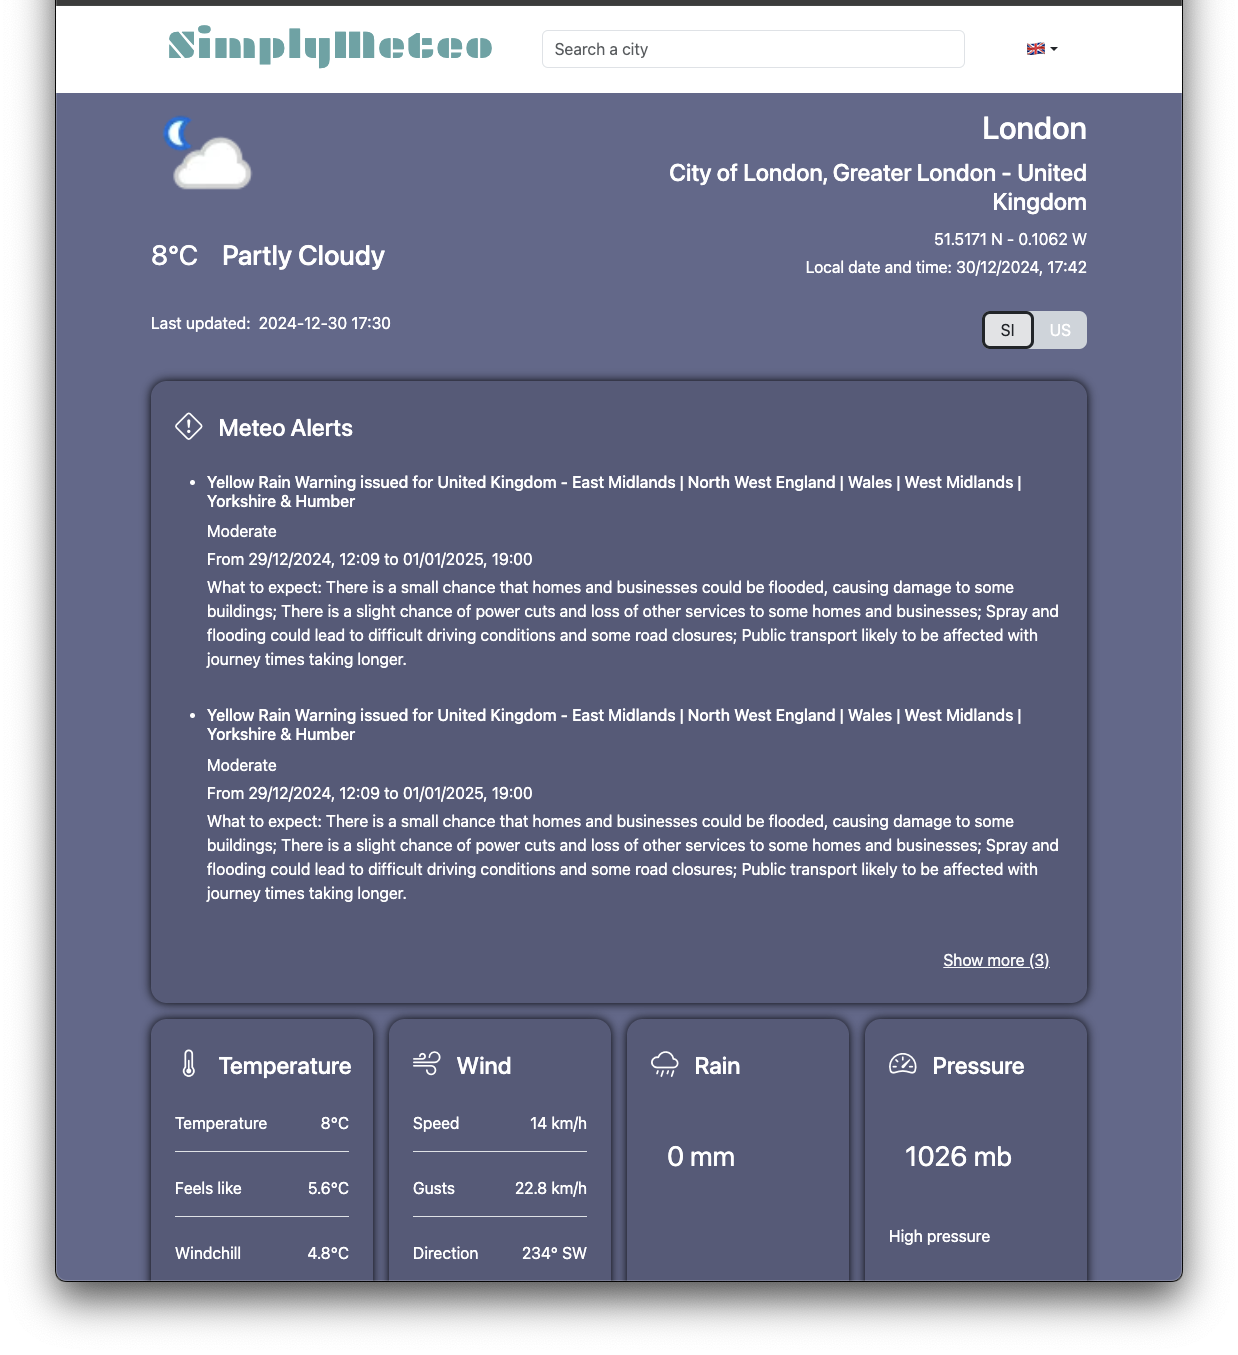 SimplyMeteo
Search a city
London
City of London, Greater London - United
Kingdom
51.5171 N - 0.1062 W
Local date and time: 30/12/2024, 17:42
8°C Partly Cloudy
Last updated: 2024-12-30 17:30
SI US
Meteo Alerts
• Yellow Rain Warning issued for United Kingdom - East Midlands | North West England | Wales | West Midlands |
Yorkshire & Humber
Moderate
From 29/12/2024, 12:09 to 01/01/2025, 19:00
What to expect: There is a small chance that homes and businesses could be flooded, causing damage to some
buildings; There is a slight chance of power cuts and loss of other services to some homes and businesses; Spray and
flooding could lead to difficult driving conditions and some road closures; Public transport likely to be affected with
journey times taking longer.
• Yellow Rain Warning issued for United Kingdom - East Midlands | North West England | Wales | West Midlands |
Yorkshire & Humber
Moderate
From 29/12/2024, 12:09 to 01/01/2025, 19:00
What to expect: There is a small chance that homes and businesses could be flooded, causing damage to some
buildings; There is a slight chance of power cuts and loss of other services to some homes and businesses; Spray and
flooding could lead to difficult driving conditions and some road closures; Public transport likely to be affected with
journey times taking longer.
Show more (3)
Temperature
Temperature 8°C
Feels like 5.6°C
Windchill 4.8°C
Wind
Speed 14 km/h
Gusts 22.8 km/h
Direction 234° SW
Rain
0 mm
Pressure
1026 mb
High pressure